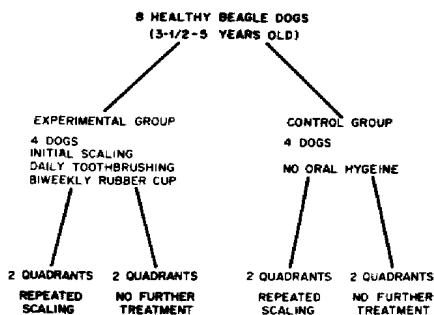 8 HEALTHY BEAGLE DOGS
(3-1/2-5 YEARS OLD)
EXPERIMENTAL GROUP
4 DOGS
INITIAL SCALING
DAILY TOOTHBRUSHING
BIWEEKLY RUBBER CUP
CONTROL GROUP
4 DOGS
NO ORAL HYGEINE
2 QUADRANTS
REPEATED
SCALING
2 QUADRANTS
NO FURTHER
TREATMENT
2 QUADRANTS
REPEATED
SCALING
2 QUADRANTS
NO FURTHER
TREATMENT